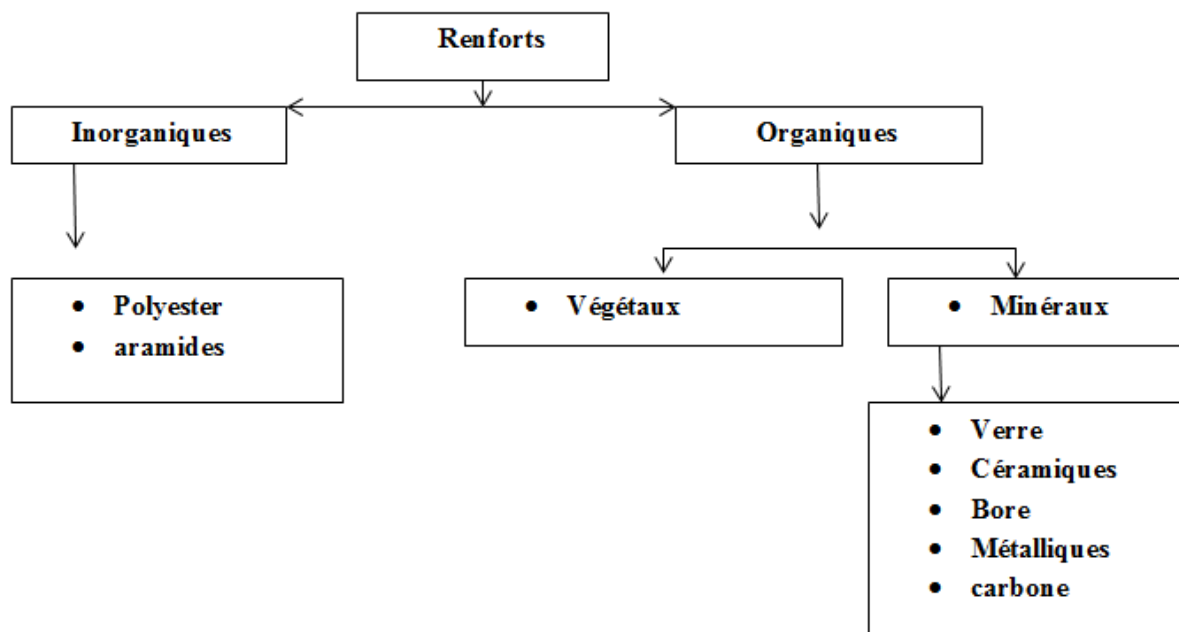 Renforts
Inorganiques
Organiques
• Polyester
• aramides
• Végétaux
• Minéraux
• Verre
• Céramiques
• Bore
• Métalliques
• carbone